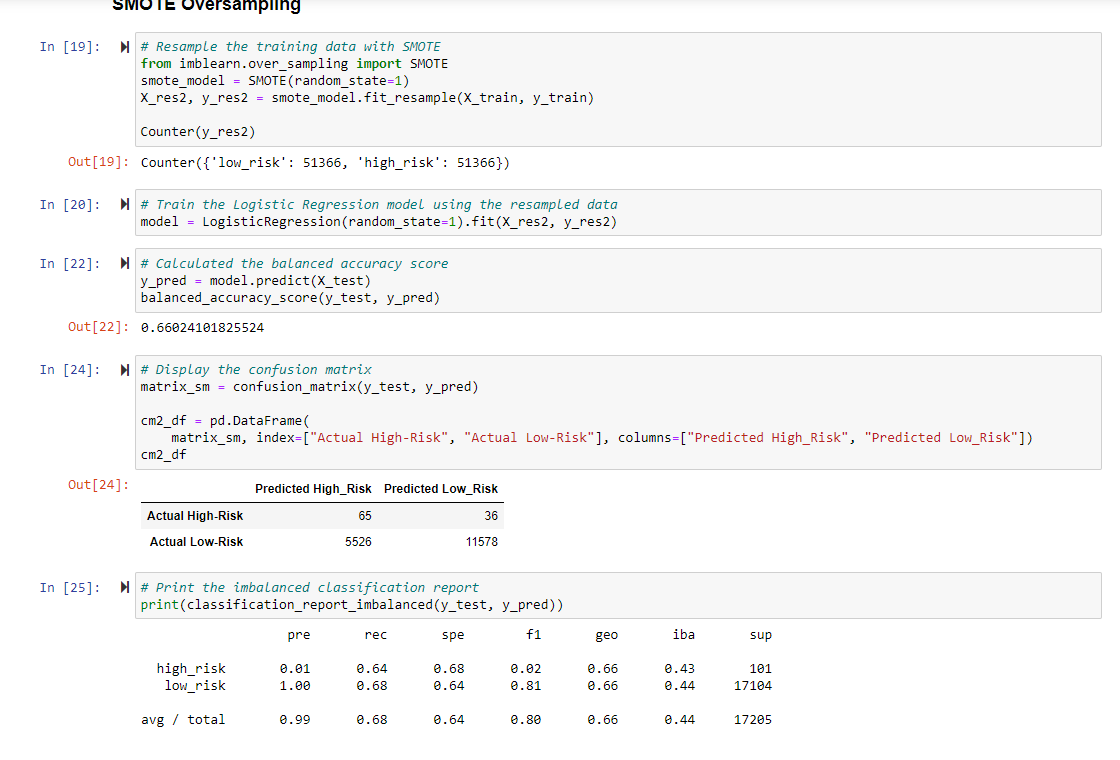 SMOTE Oversampling
In [19]:
# Resample the training data with SMOTE
from imblearn.over_sampling import SMOTE
smote_model = SMOTE(random_state=1)
X_res2, y_res2 = smote_model.fit_resample(X_train, y_train)
Counter(y_res2)
Out[19]: Counter({'low_risk': 51366, 'high_risk': 51366})
In [20]:
# Train the Logistic Regression model using the resampled data
model = LogisticRegression(random_state=1).fit(X_res2, y_res2)
In [22]:
# Calculated the balanced accuracy score
y_pred = model.predict(X_test)
balanced_accuracy_score(y_test, y_pred)
Out[22]: 0.66024101825524
In [24]:
# Display the confusion matrix
matrix_sm = confusion_matrix(y_test, y_pred)
cm2_df = pd.DataFrame(
    matrix_sm, index=["Actual High-Risk", "Actual Low-Risk"], columns=["Predicted High_Risk", "Predicted Low_Risk"])
cm2_df
Out[24]:
Predicted High_Risk Predicted Low_Risk
Actual High-Risk 65 36
Actual Low-Risk 5526 11578
In [25]:
# Print the imbalanced classification report
print(classification_report_imbalanced(y_test, y_pred))
pre rec spe f1 geo iba sup
high_risk 0.01 0.64 0.68 0.02 0.66 0.43 101
low_risk 1.00 0.68 0.64 0.81 0.66 0.44 17104
avg / total 0.99 0.68 0.64 0.80 0.66 0.44 17205